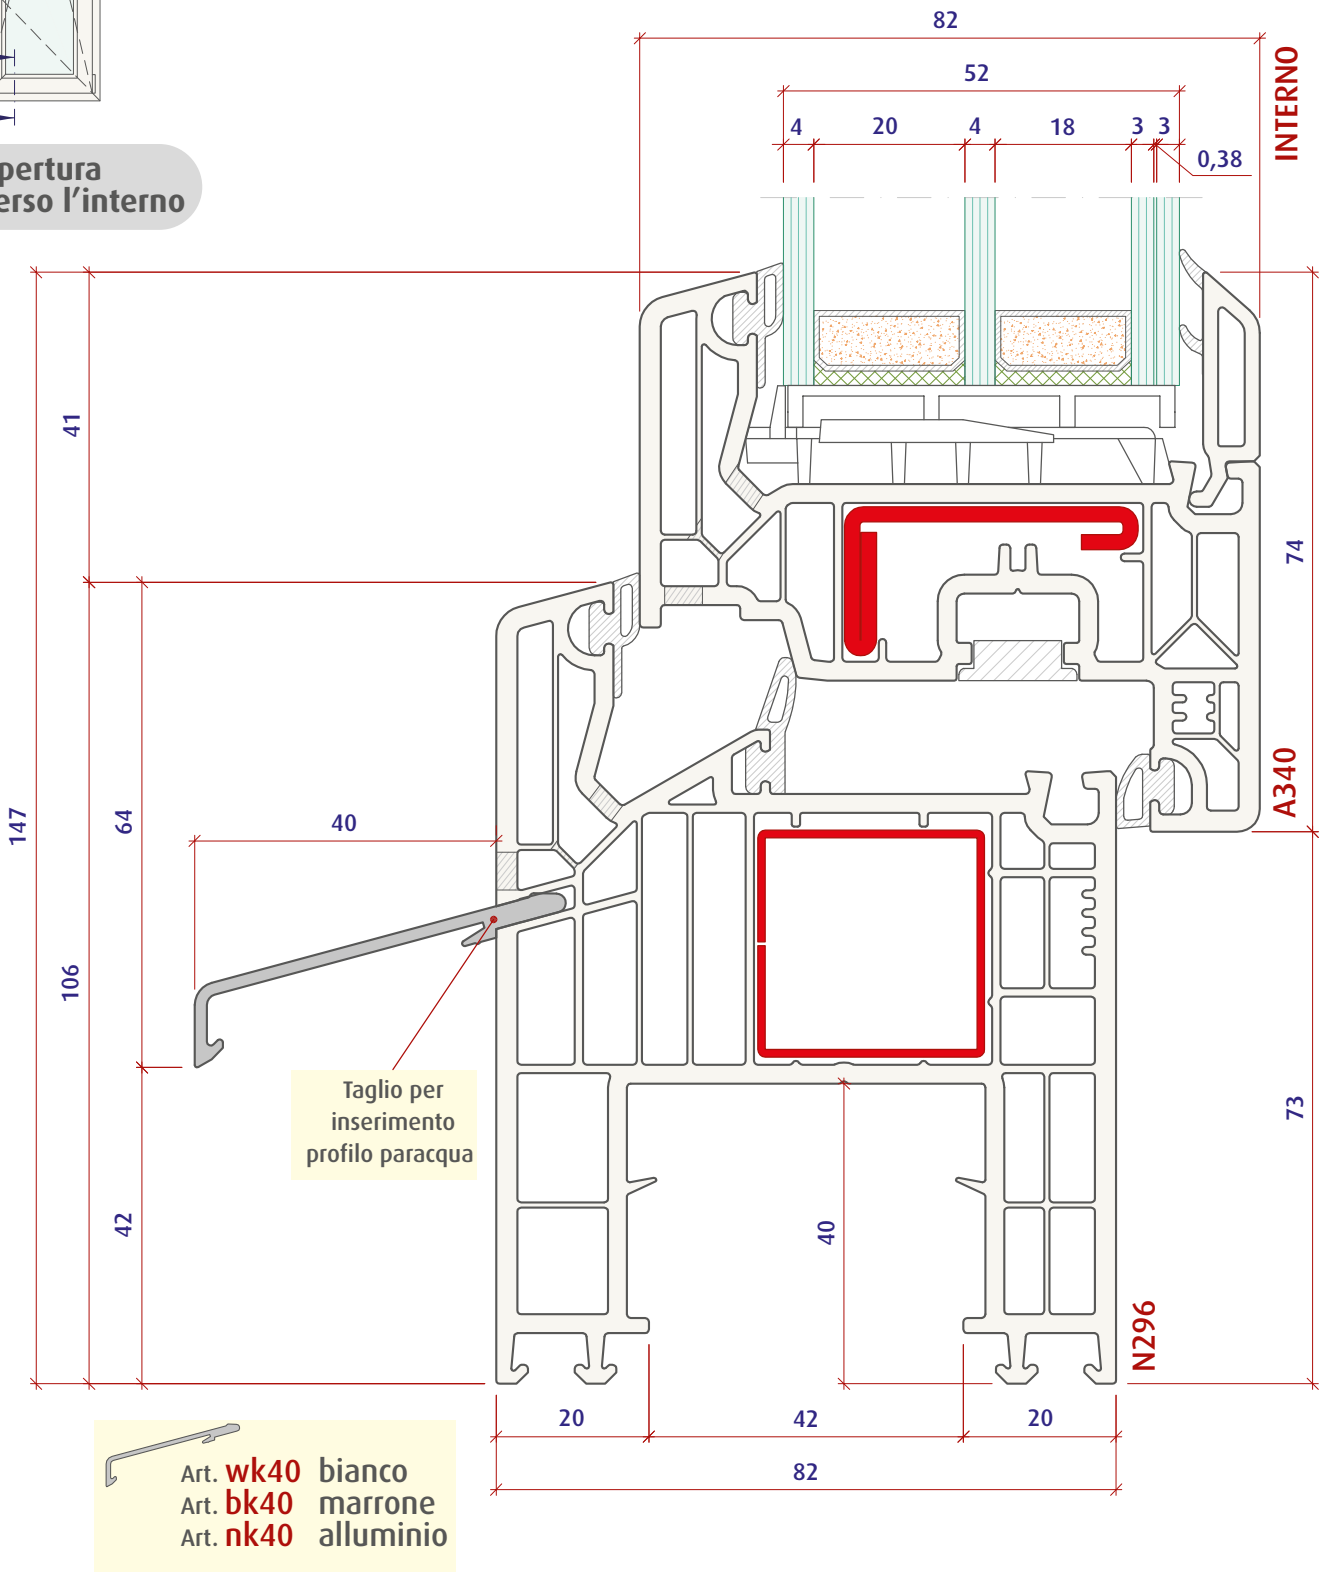 82
INTERNO
52
4 20 4 18 3 3
0,38
pertura
erso l'interno
41
74
A340
147
64
40
106
Taglio per
inserimento
profilo paracqua
73
42
40
N296
20 42 20
82
Art. wk40 bianco
Art. bk40 marrone
Art. nk40 alluminio